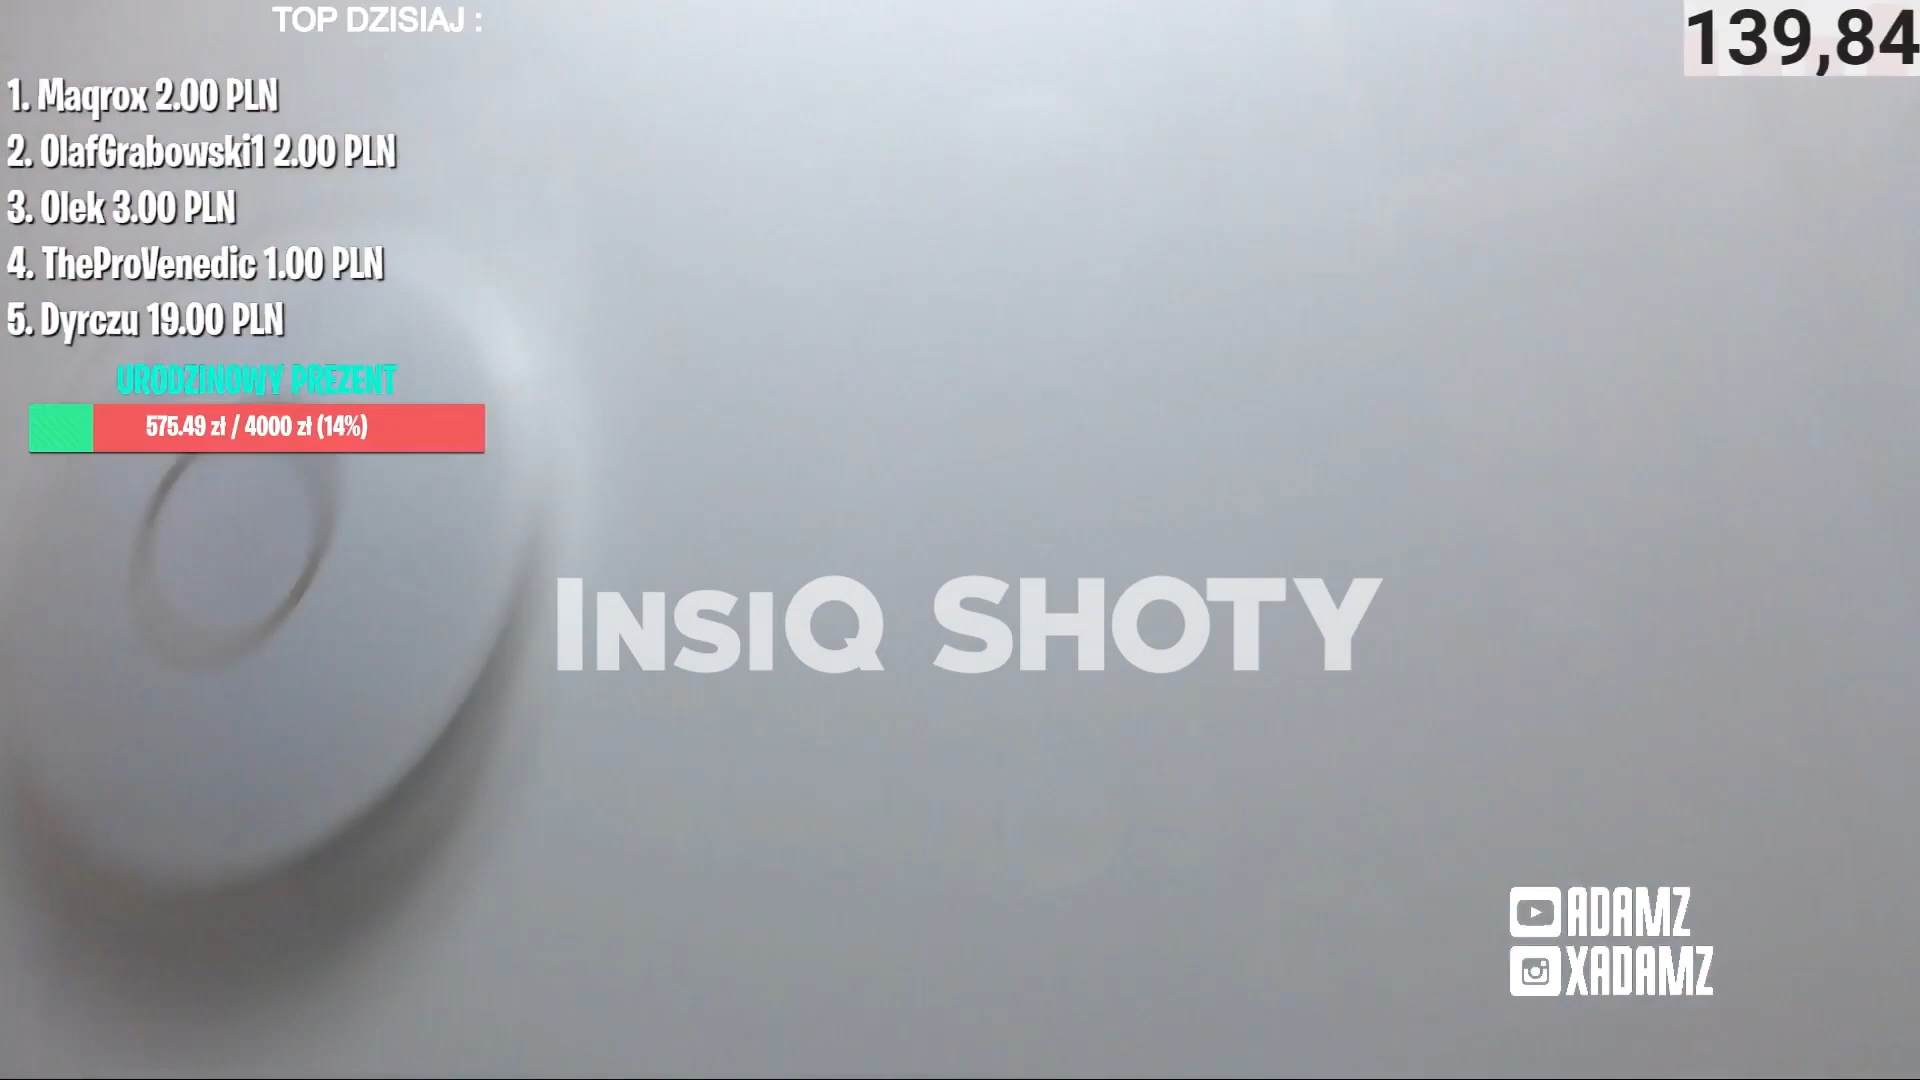 TOP DZISIAJ :
139,84
1. Maqrox 2.00 PLN
2. OlafGrabowski1 2.00 PLN
3. Olek 3.00 PLN
4. TheProVenedic 1.00 PLN
5. Dyrczu 19.00 PLN
URODZINOWY PREZENT
575.49 zł / 4000 zł (14%)
INSIQ SHOTY
ADAMZ
XADAMZ